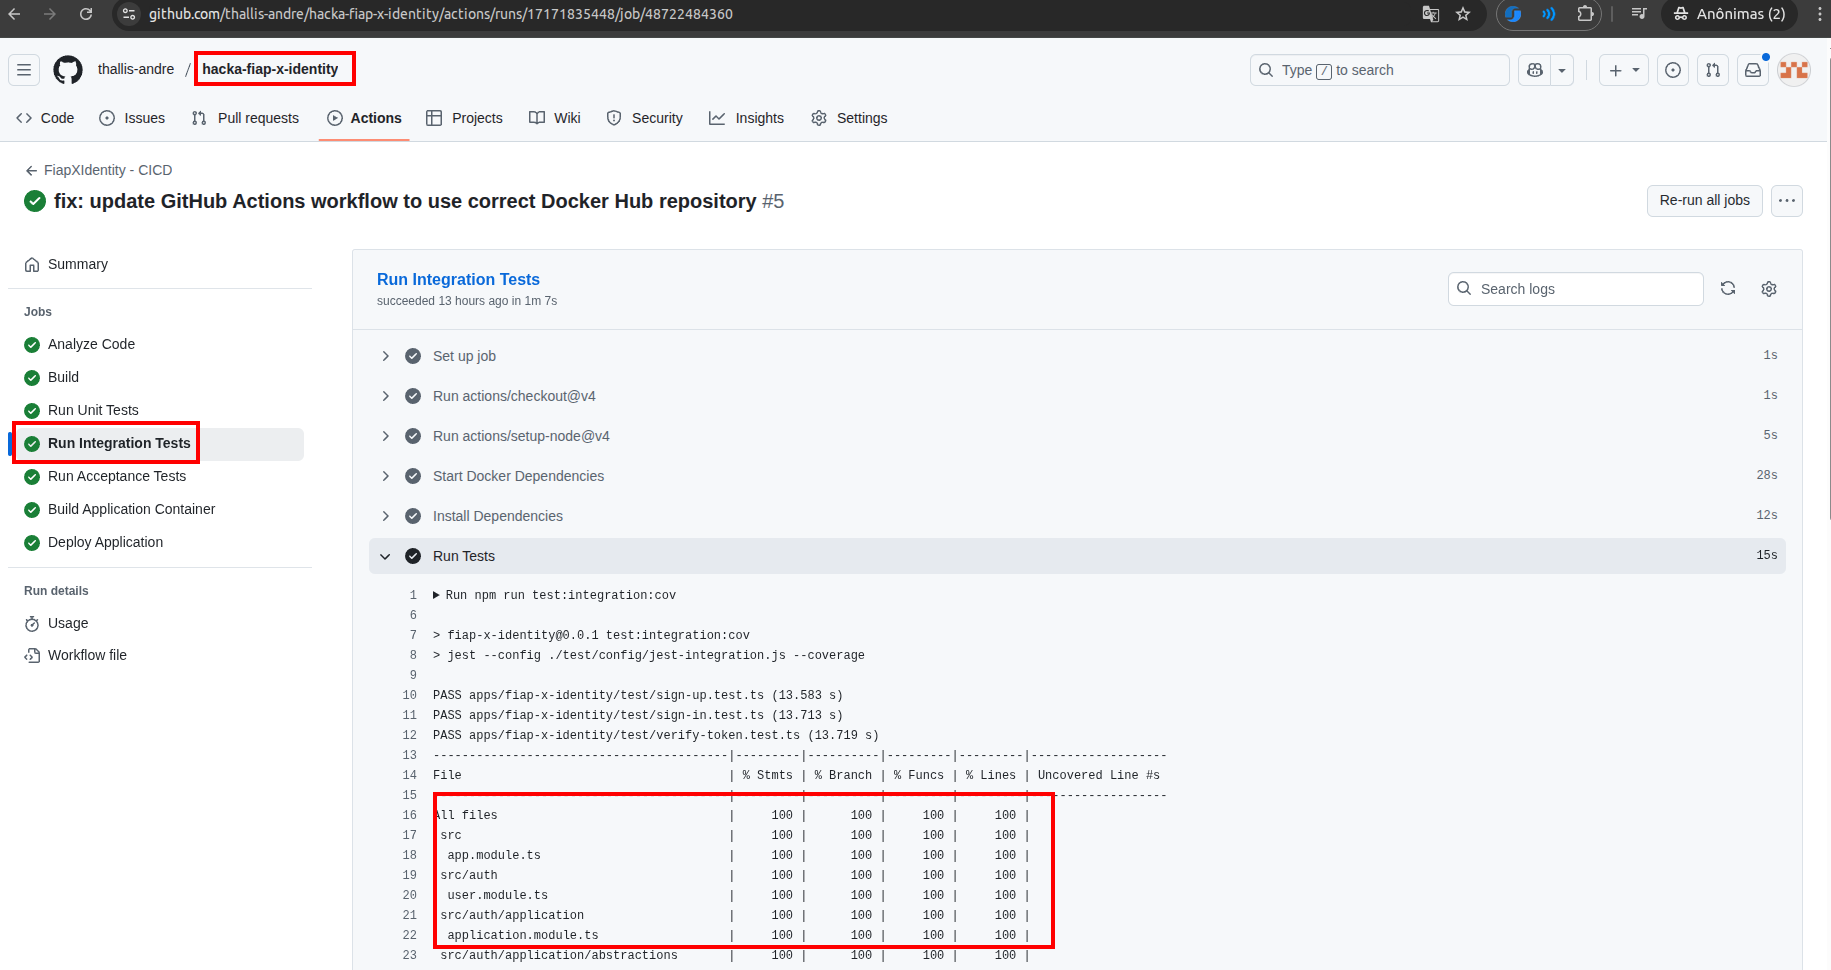 github.com/thallis-andre/hacka-fiap-x-identity/actions/runs/17171835448/job/48722484360
Anônimas (2)
thallis-andre / hacka-fiap-x-identity
Type / to search
Code
Issues
Pull requests
Actions
Projects
Wiki
Security
Insights
Settings
FiapXIdentity - CICD
fix: update GitHub Actions workflow to use correct Docker Hub repository #5
Re-run all jobs
Summary
Jobs
Analyze Code
Build
Run Unit Tests
Run Integration Tests
Run Acceptance Tests
Build Application Container
Deploy Application
Run details
Usage
Workflow file
Run Integration Tests
succeeded 13 hours ago in 1m 7s
Search logs
Set up job 1s
Run actions/checkout@v4 1s
Run actions/setup-node@v4 5s
Start Docker Dependencies 28s
Install Dependencies 12s
Run Tests 15s
1 Run npm run test:integration:cov
6
7 > fiap-x-identity@0.0.1 test:integration:cov
8 > jest --config ./test/config/jest-integration.js --coverage
9
10 PASS apps/fiap-x-identity/test/sign-up.test.ts (13.583 s)
11 PASS apps/fiap-x-identity/test/sign-in.test.ts (13.713 s)
12 PASS apps/fiap-x-identity/test/verify-token.test.ts (13.719 s)
13 -----------------------------------------|---------|----------|---------|---------|-------------------
14 File | % Stmts | % Branch | % Funcs | % Lines | Uncovered Line #s
15 -----------------------------------------|---------|----------|---------|---------|-------------------
16 All files | 100 | 100 | 100 | 100 |
17 src | 100 | 100 | 100 | 100 |
18 app.module.ts | 100 | 100 | 100 | 100 |
19 src/auth | 100 | 100 | 100 | 100 |
20 user.module.ts | 100 | 100 | 100 | 100 |
21 src/auth/application | 100 | 100 | 100 | 100 |
22 application.module.ts | 100 | 100 | 100 | 100 |
23 src/auth/application/abstractions | 100 | 100 | 100 | 100 |